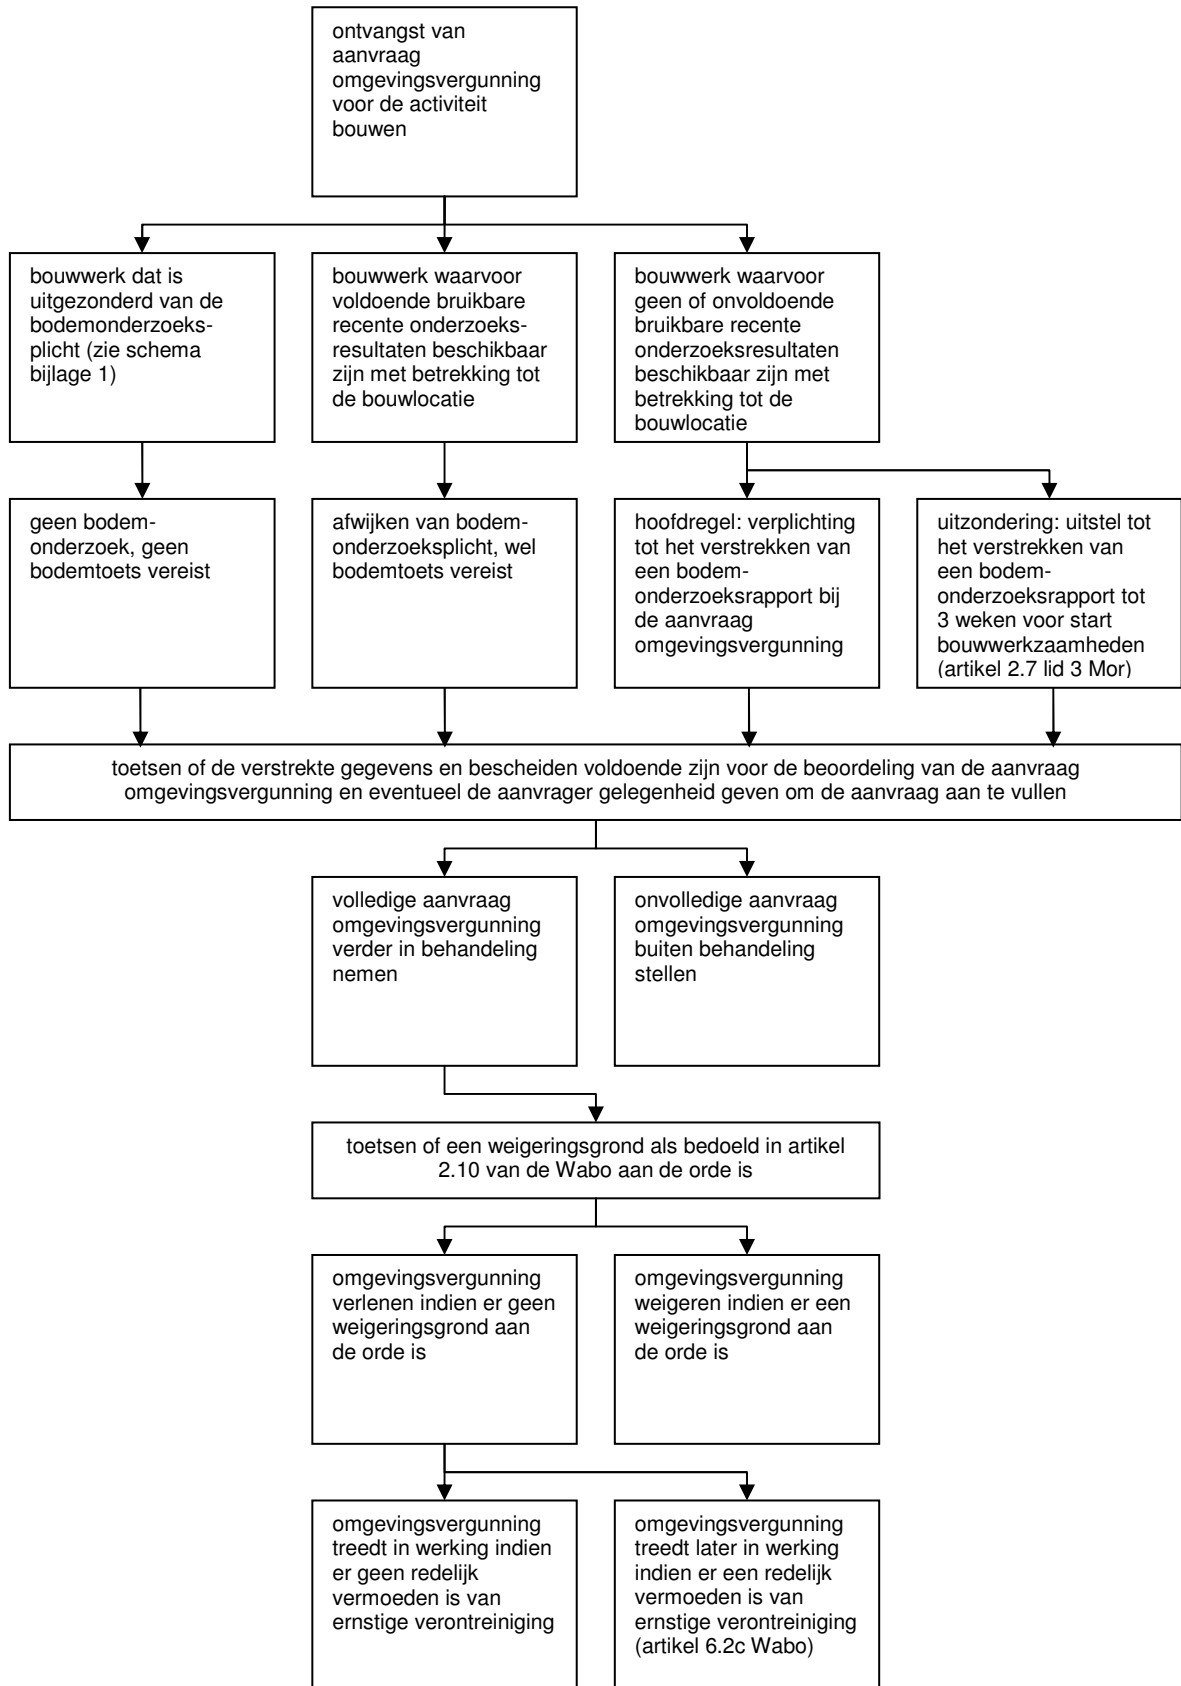 ontvangst van
aanvraag
omgevingsvergunning
voor de activiteit
bouwen
bouwwerk dat is
uitgezonderd van de
bodemonderzoeks-
plicht (zie schema
bijlage 1)
bouwwerk waarvoor
voldoende bruikbare
recente onderzoeks-
resultaten beschikbaar
zijn met betrekking tot
de bouwlocatie
bouwwerk waarvoor
geen of onvoldoende
bruikbare recente
onderzoeksresultaten
beschikbaar zijn met
betrekking tot de
bouwlocatie
geen bodem-
onderzoek, geen
bodemtoets vereist
afwijken van bodem-
onderzoeksplicht, wel
bodemtoets vereist
hoofdregel: verplichting
tot het verstrekken van
een bodem-
onderzoeksrapport bij
de aanvraag
omgevingsvergunning
uitzondering: uitstel tot
het verstrekken van
een bodem-
onderzoeksrapport tot
3 weken voor start
bouwwerkzaamheden
(artikel 2.7 lid 3 Mor)
toetsen of de verstrekte gegevens en bescheiden voldoende zijn voor de beoordeling van de aanvraag
omgevingsvergunning en eventueel de aanvrager gelegenheid geven om de aanvraag aan te vullen
volledige aanvraag
omgevingsvergunning
verder in behandeling
nemen
onvolledige aanvraag
omgevingsvergunning
buiten behandeling
stellen
toetsen of een weigeringsgrond als bedoeld in artikel
2.10 van de Wabo aan de orde is
omgevingsvergunning
verlenen indien er geen
weigeringsgrond aan
de orde is
omgevingsvergunning
weigeren indien er een
weigeringsgrond aan
de orde is
omgevingsvergunning
treedt in werking indien
er geen redelijk
vermoeden is van
ernstige verontreiniging
omgevingsvergunning
treedt later in werking
indien er een redelijk
vermoeden is van
ernstige verontreiniging
(artikel 6.2c Wabo)